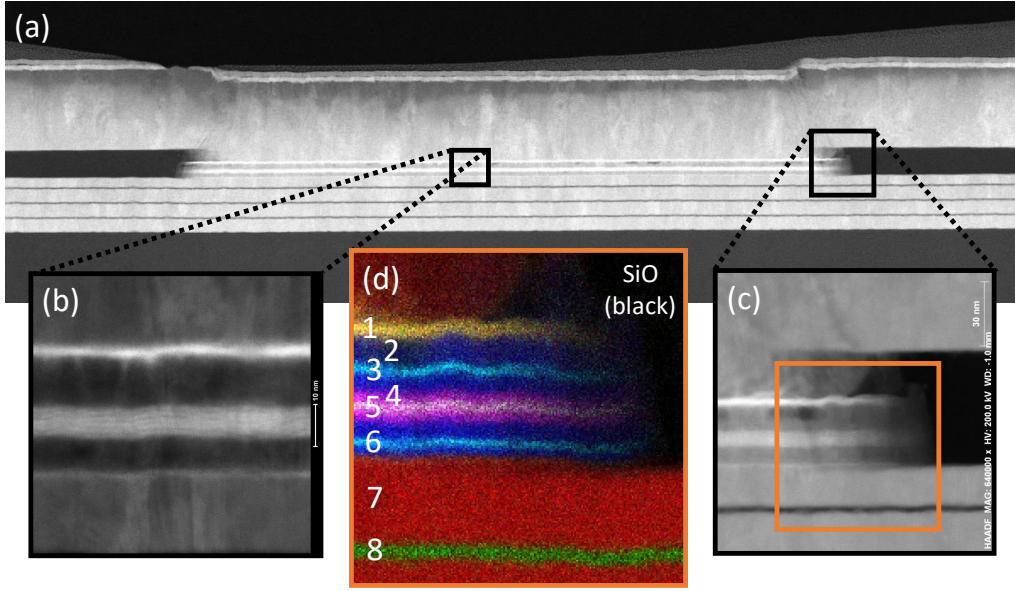 (a)
(b)
10 nm
(d)
SiO
(black)
1
2
3
4
5
6
7
8
(c)
30 nm
HAADF MAG: 640000 x HV: 200.0 kV WD: -1.0 mm